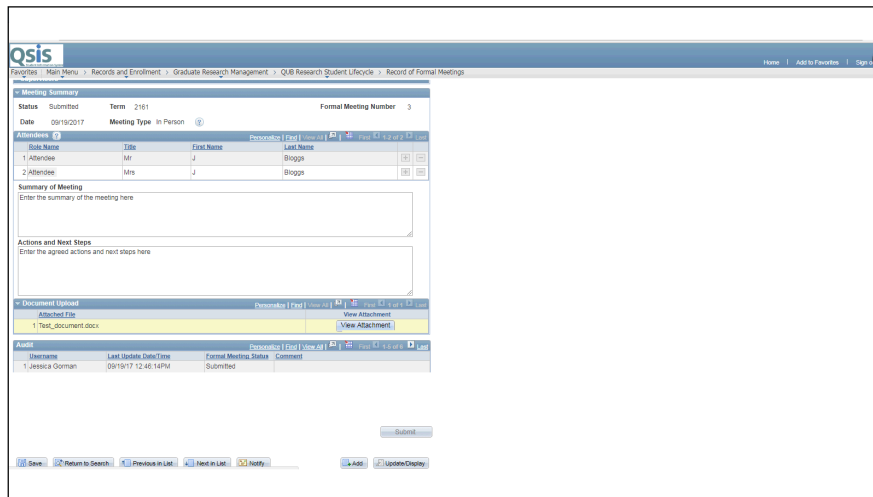 Qsis
Home | Add to Favorites | Sign o
Favorites | Main Menu > Records and Enrollment > Graduate Research Management > QUB Research Student Lifecycle > Record of Formal Meetings
Meeting Summary
Status Submitted Term 2161 Formal Meeting Number 3
Date 09/19/2017 Meeting Type In Person
Attendees Personalize | Find | View All | First 1-2 of 2 Last
Role Name Title First Name Last Name
1 Attendee Mr J Bloggs
2 Attendee Mrs J Bloggs
Summary of Meeting
Enter the summary of the meeting here
Actions and Next Steps
Enter the agreed actions and next steps here
Document Upload Personalize | Find | View All | First 1 of 1 Last
Attached File View Attachment
1 Test_document.docx View Attachment
Audit Personalize | Find | View All | First Last
Username Last Update Date/Time Formal Meeting Status Comment
1 Jessica Gorman 09/19/17 12:46:14PM Submitted
Submit
Save Return to Search Previous in List Next in List Notify Add Update/Display